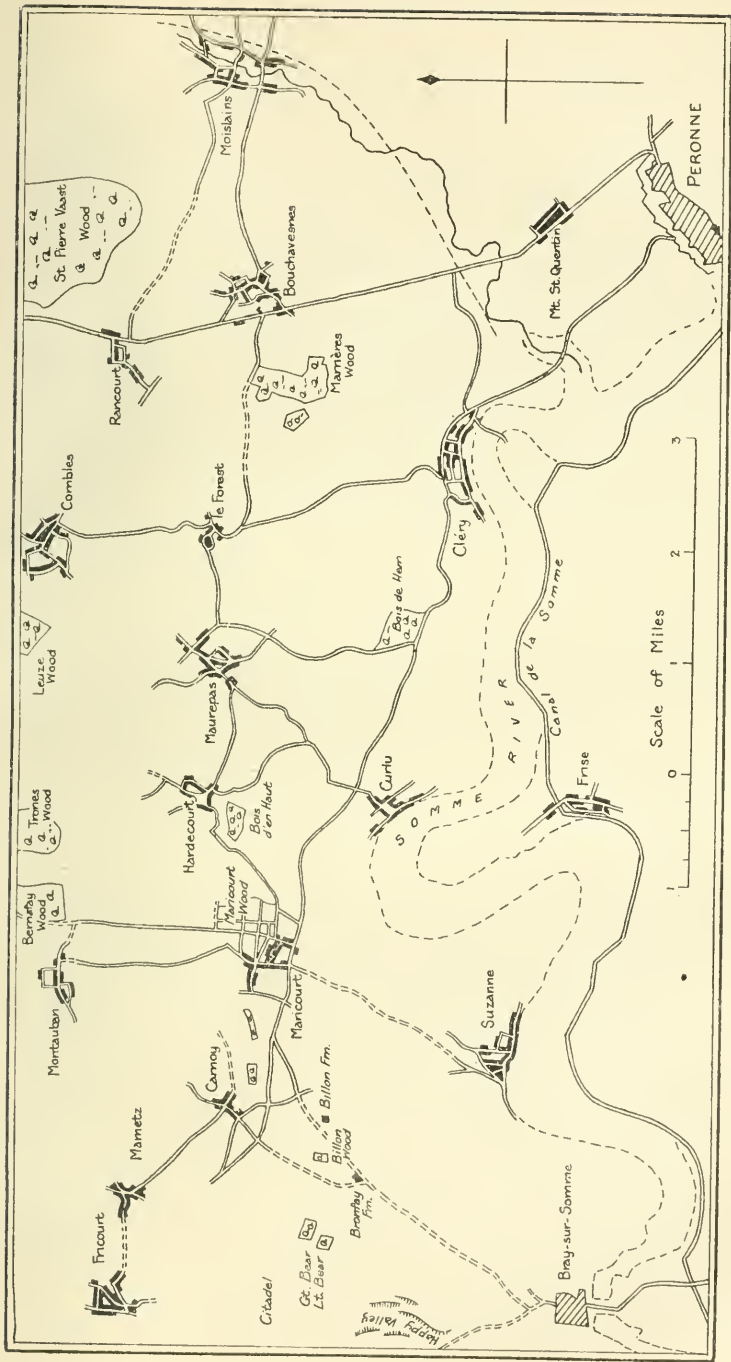 Fricourt
Mametz
Montauban
Bernafay
Wood
Trones
Wood
Leuze
Wood
Combles
St Pierre Vaast
Wood
Rancourt
Moislains
Citadel
Gt. Bear
Lt. Bear
Carnoy
Billon Fm.
Billon
Wood
Bronfay
Fm.
Happy
Valley
Maricourt
Wood
Maricourt
Hardecourt
Bois
d'en Haut
Maurepas
le Forest
Bouchavesnes
Marrières
Wood
Curlu
Bois de Hem
Cléry
Mt. St. Quentin
PERONNE
Bray-sur-Somme
Suzanne
SOMME RIVER
Frise
Canal de la Somme
1 0 1 2 3
Scale of Miles